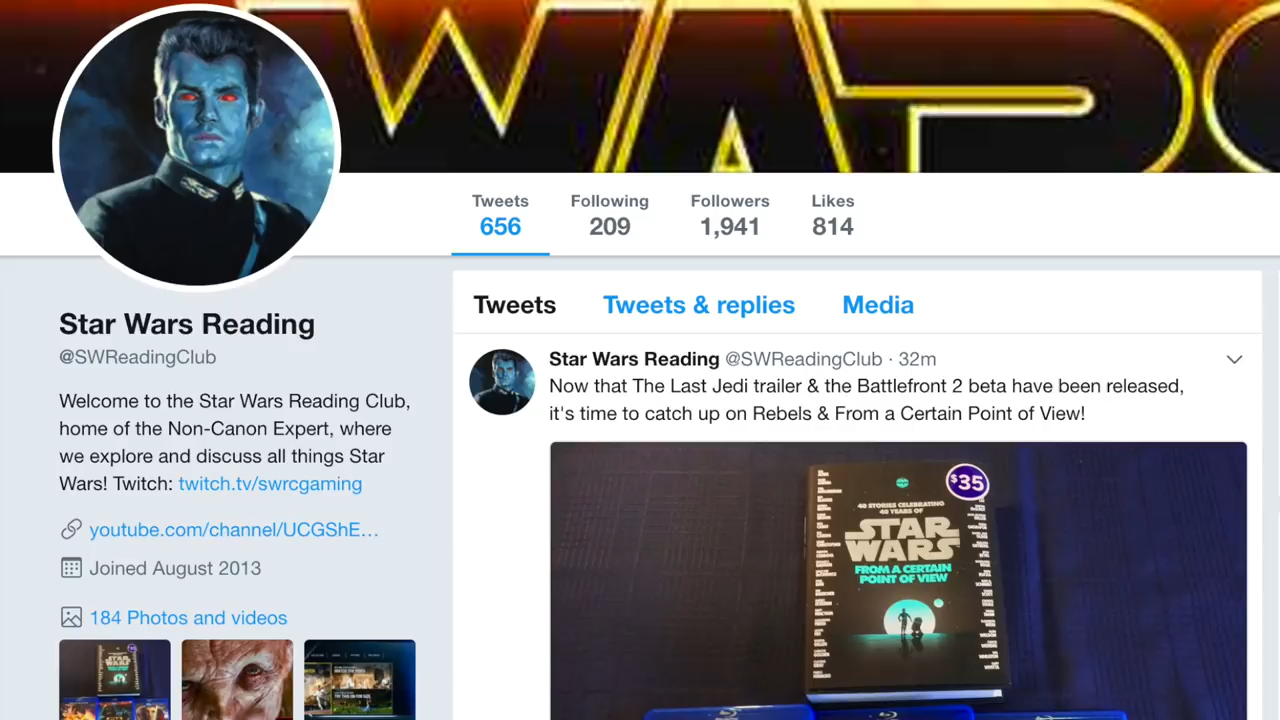 WARS
Tweets Following Followers Likes
656 209 1,941 814
Tweets Tweets & replies Media
Star Wars Reading
@SWReadingClub
Welcome to the Star Wars Reading Club,
home of the Non-Canon Expert, where
we explore and discuss all things Star
Wars! Twitch: twitch.tv/swrcgaming
youtube.com/channel/UCGShE…
Joined August 2013
184 Photos and videos
Star Wars Reading @SWReadingClub · 32m
Now that The Last Jedi trailer & the Battlefront 2 beta have been released,
it's time to catch up on Rebels & From a Certain Point of View!
$35
40 STORIES CELEBRATING
40 YEARS OF
STAR
WARS
FROM A CERTAIN
POINT OF VIEW